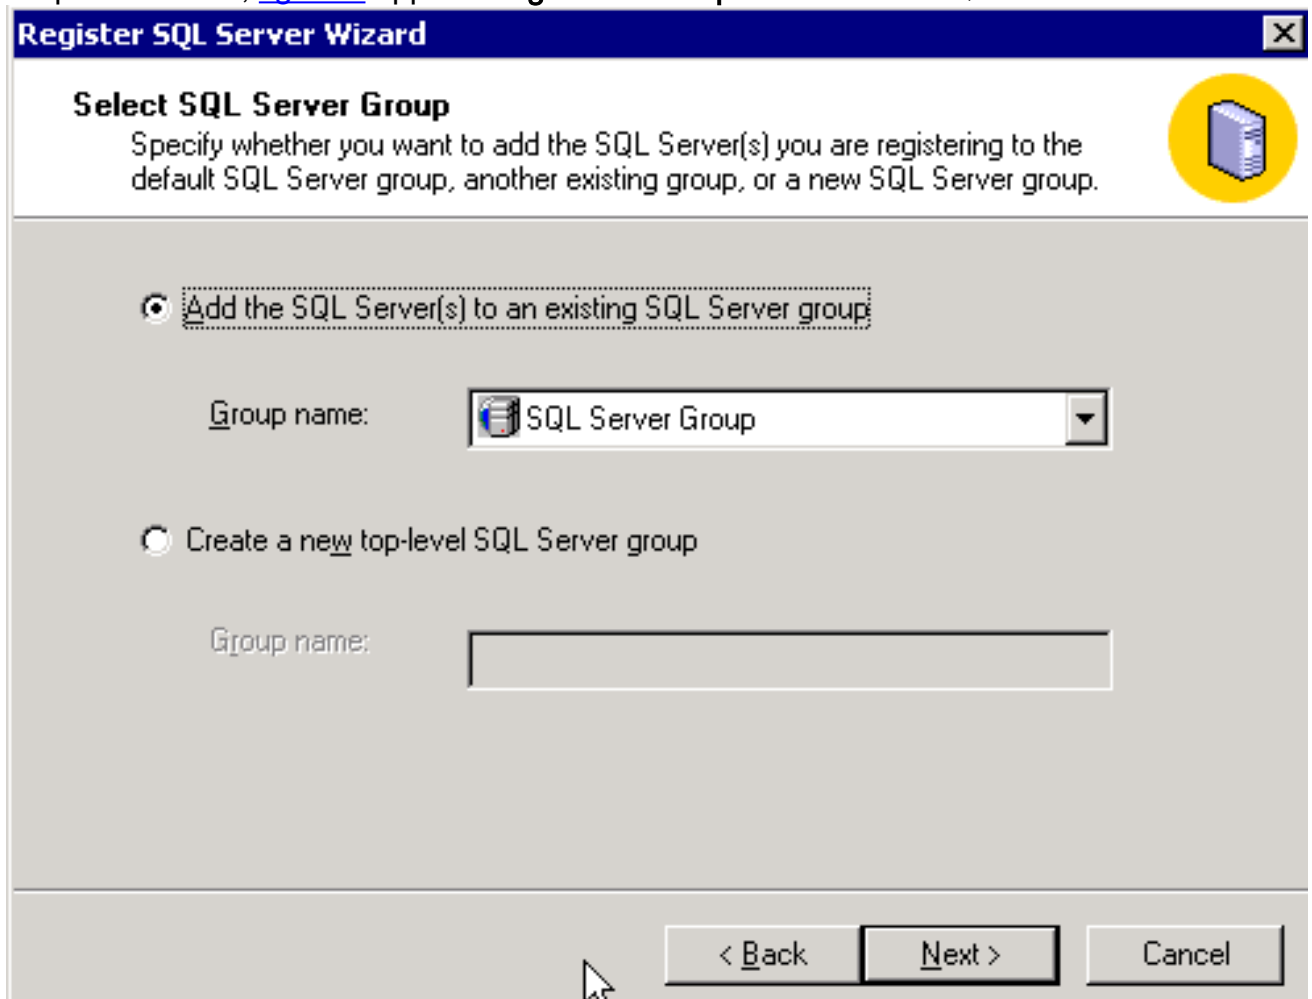 Register SQL Server Wizard
Select SQL Server Group
Specify whether you want to add the SQL Server(s) you are registering to the
default SQL Server group, another existing group, or a new SQL Server group.
Add the SQL Server(s) to an existing SQL Server group
Group name:
SQL Server Group
Create a new top-level SQL Server group
Group name:
< Back
Next >
Cancel